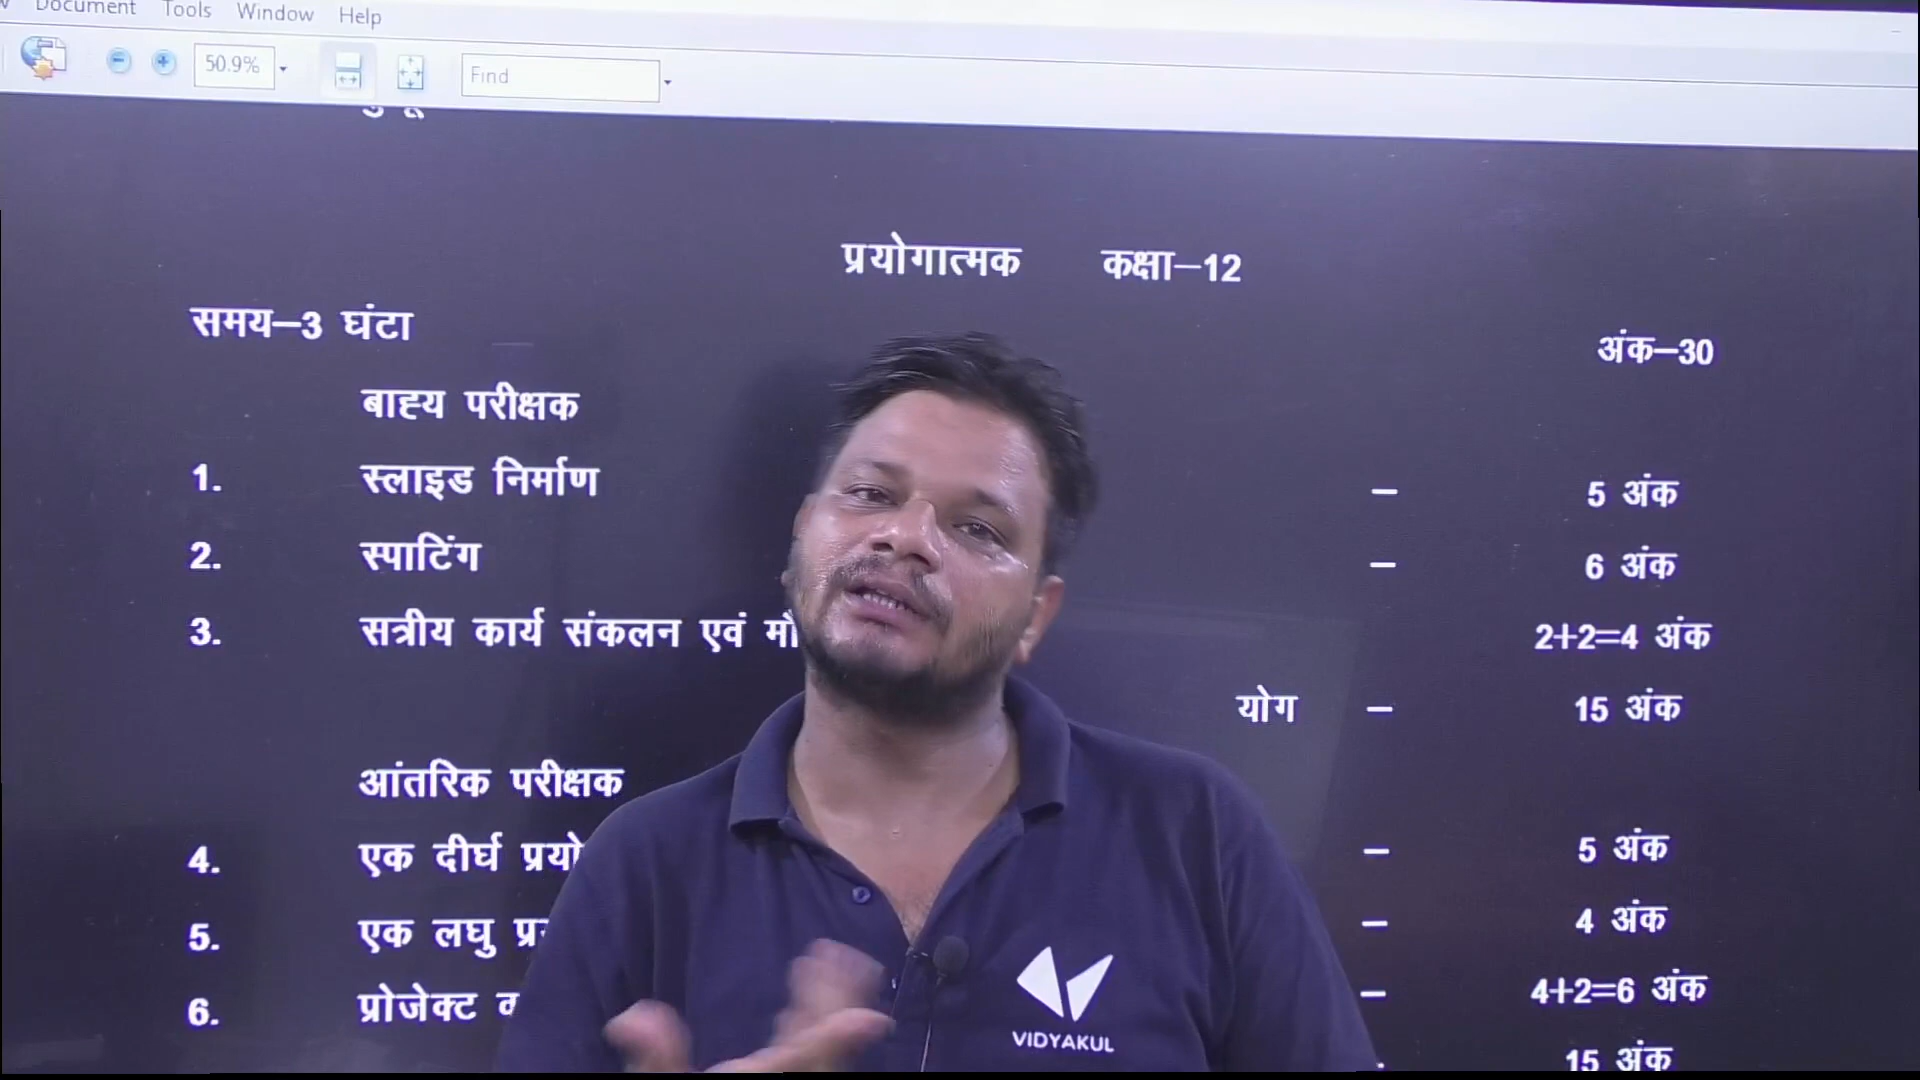 Document Tools Window Help
50.9% Find
प्रयोगात्मक कक्षा–12
समय–3 घंटा
अंक–30
बाह्य परीक्षक
1. स्लाइड निर्माण – 5 अंक
2. स्पाटिंग – 6 अंक
3. सत्रीय कार्य संकलन एवं 2+2=4 अंक
योग – 15 अंक
आंतरिक परीक्षक
4. एक दीर्घ – 5 अंक
5. एक लघु – 4 अंक
6. प्रोजेक्ट – 4+2=6 अंक
15 अंक
VIDYAKUL